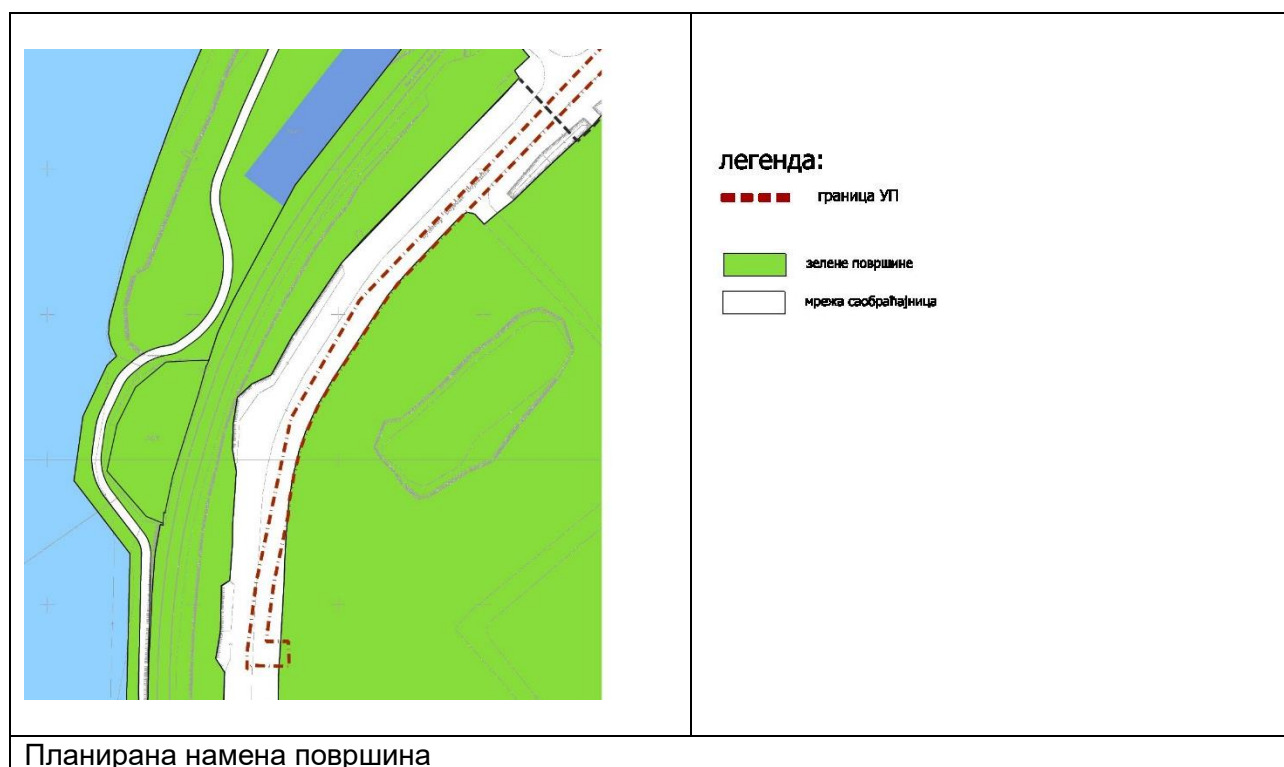 легенда:
граница УП
зелене површине
мрежа саобраћајница
Планирана намена површина